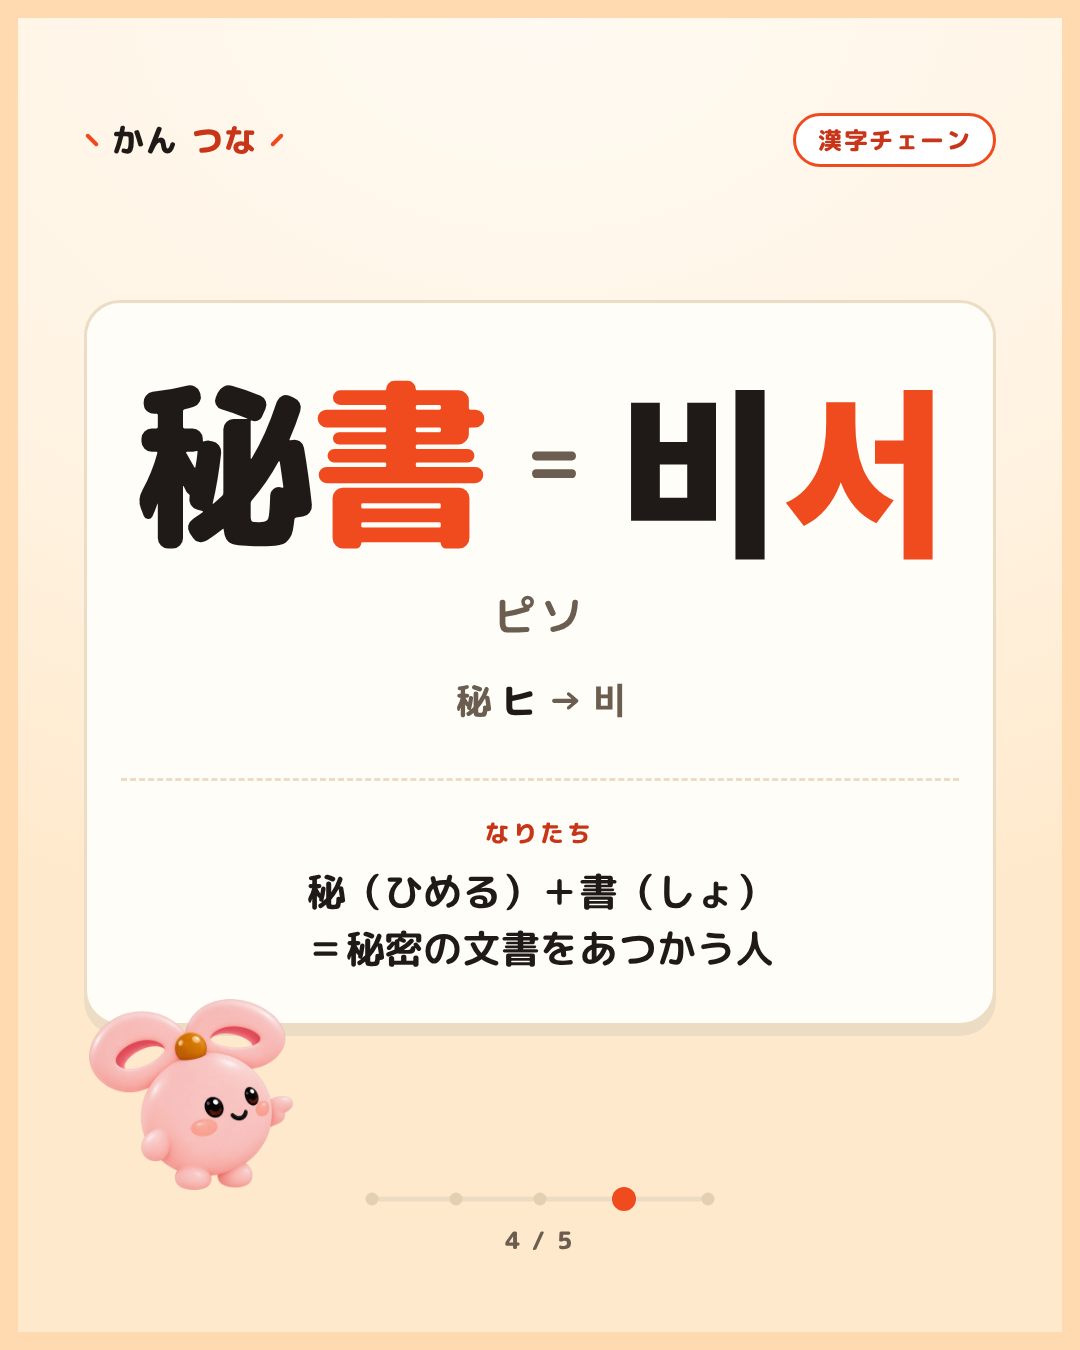 かん つな
漢字チェーン
秘書 = 비서
ピソ
秘 ヒ → 비
なりたち
秘（ひめる）＋書（しょ）
＝秘密の文書をあつかう人
4 / 5